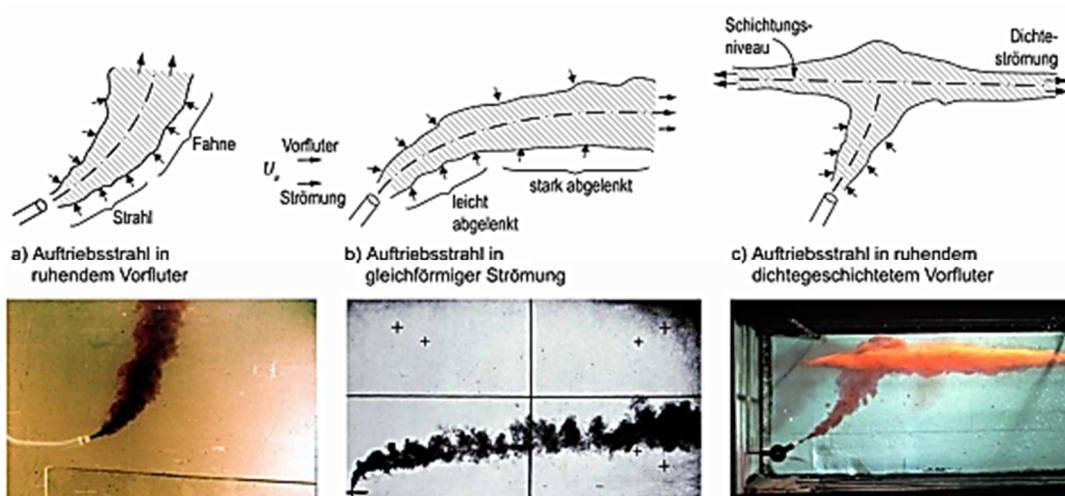 Fahne
Strahl
a) Auftriebsstrahl in
ruhendem Vorfluter
Vorfluter
Strömung
leicht
abgelenkt
stark abgelenkt
b) Auftriebsstrahl in
gleichförmiger Strömung
Schichtungs-
niveau
Dichte-
strömung
c) Auftriebsstrahl in ruhendem
dichtegeschichtetem Vorfluter